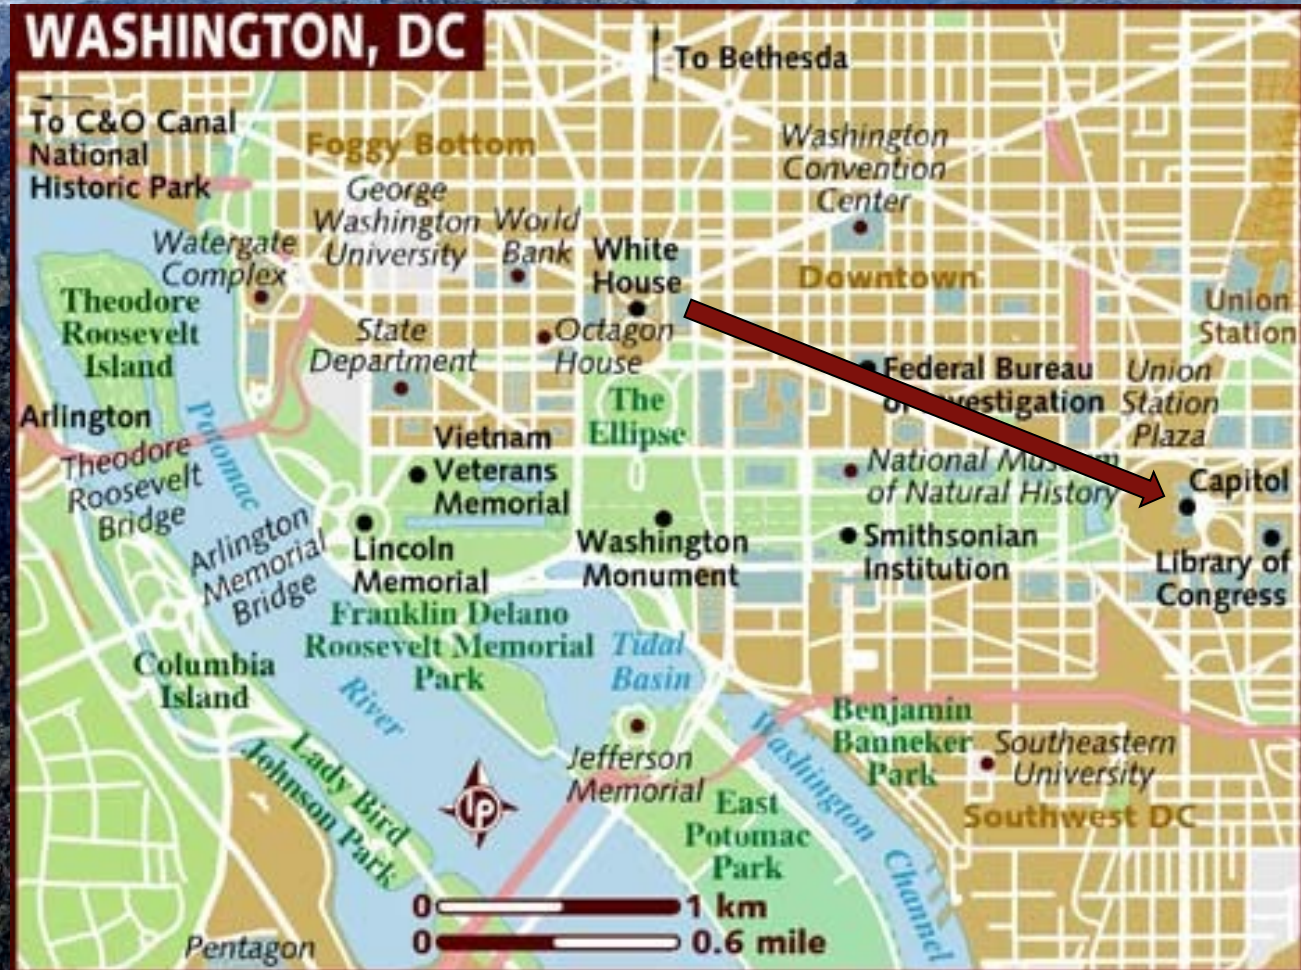 WASHINGTON, DC
To Bethesda
To C&O Canal
National
Historic Park
Foggy Bottom
Washington
Convention
Center
George
Washington
University
World
Bank
Watergate
Complex
White
House
Downtown
Theodore
Roosevelt
Island
Union
Station
State
Department
Octagon
House
Federal Bureau
of Investigation
Union
Station
Plaza
The
Ellipse
Arlington
Potomac
Theodore
Roosevelt
Bridge
Vietnam
Veterans
Memorial
National Museum
of Natural History
Capitol
Arlington
Memorial
Bridge
Lincoln
Memorial
Washington
Monument
Smithsonian
Institution
Library of
Congress
Franklin Delano
Roosevelt Memorial
Park
Tidal
Basin
Columbia
Island
River
Benjamin
Banneker
Park
Washington Channel
Southeastern
University
Jefferson
Memorial
Lady Bird
Johnson Park
lp
East
Potomac
Park
Southwest DC
0 1 km
0 0.6 mile
Pentagon